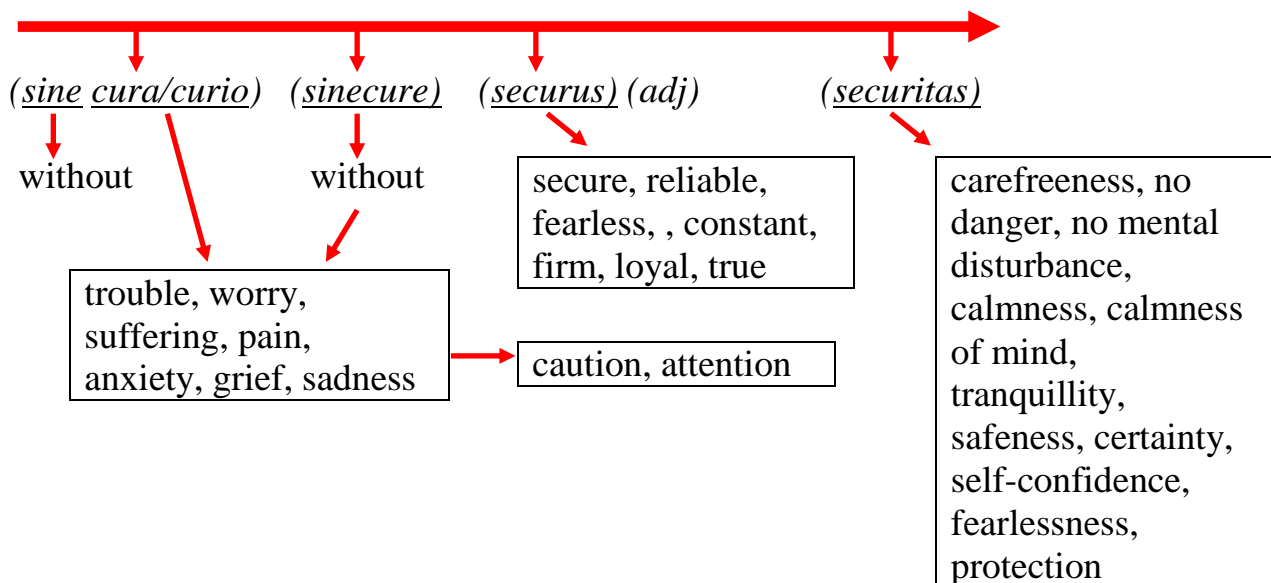 (sine cura/curio) (sinecure) (securus) (adj) (securitas)
without without
secure, reliable,
fearless, , constant,
firm, loyal, true
carefreeness, no
danger, no mental
disturbance,
calmness, calmness
of mind,
tranquillity,
safeness, certainty,
self-confidence,
fearlessness,
protection
trouble, worry,
suffering, pain,
anxiety, grief, sadness
caution, attention